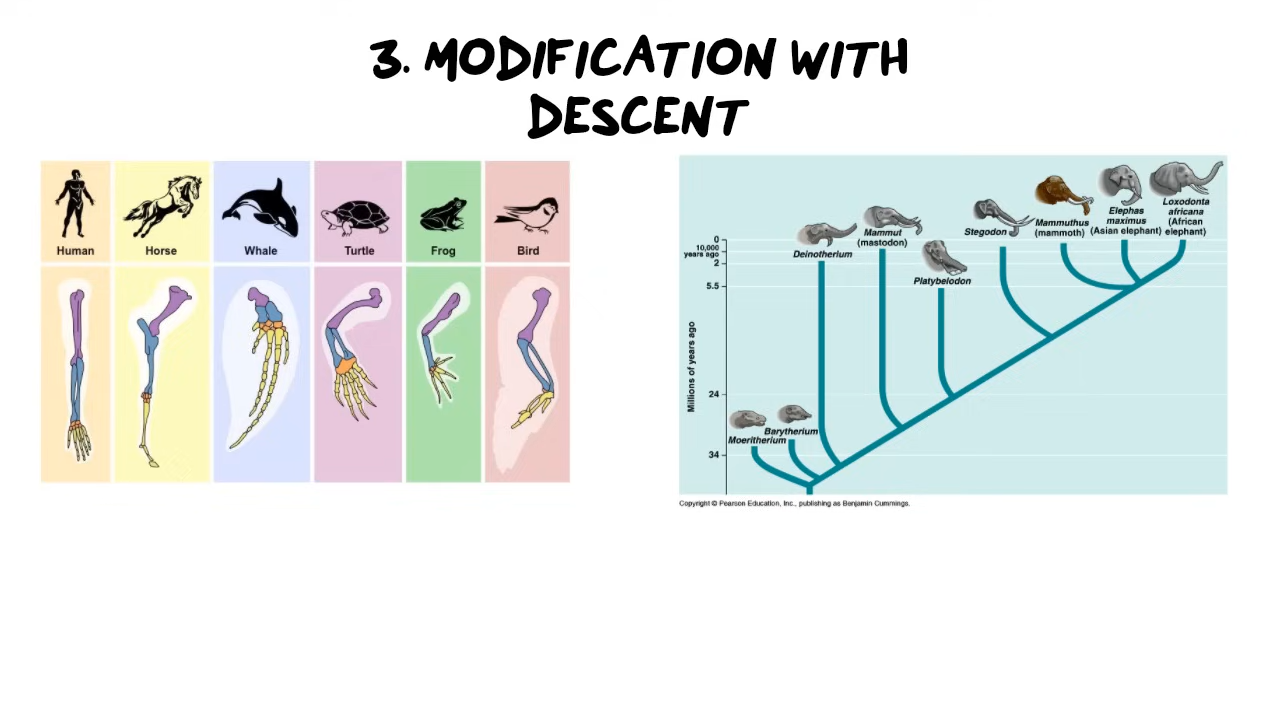 3. MODIFICATION WITH
DESCENT
Human
Horse
Whale
Turtle
Frog
Bird
Loxodonta
africana
(African
elephant)
Elephas
maximus
(Asian elephant)
Mammuthus
(mammoth)
Stegodon
Mammut
(mastodon)
Deinotherium
Platybelodon
Barytherium
Moeritherium
0
10,000
years ago
2
5.5
24
34
Millions of years ago
Copyright © Pearson Education, Inc., publishing as Benjamin Cummings.